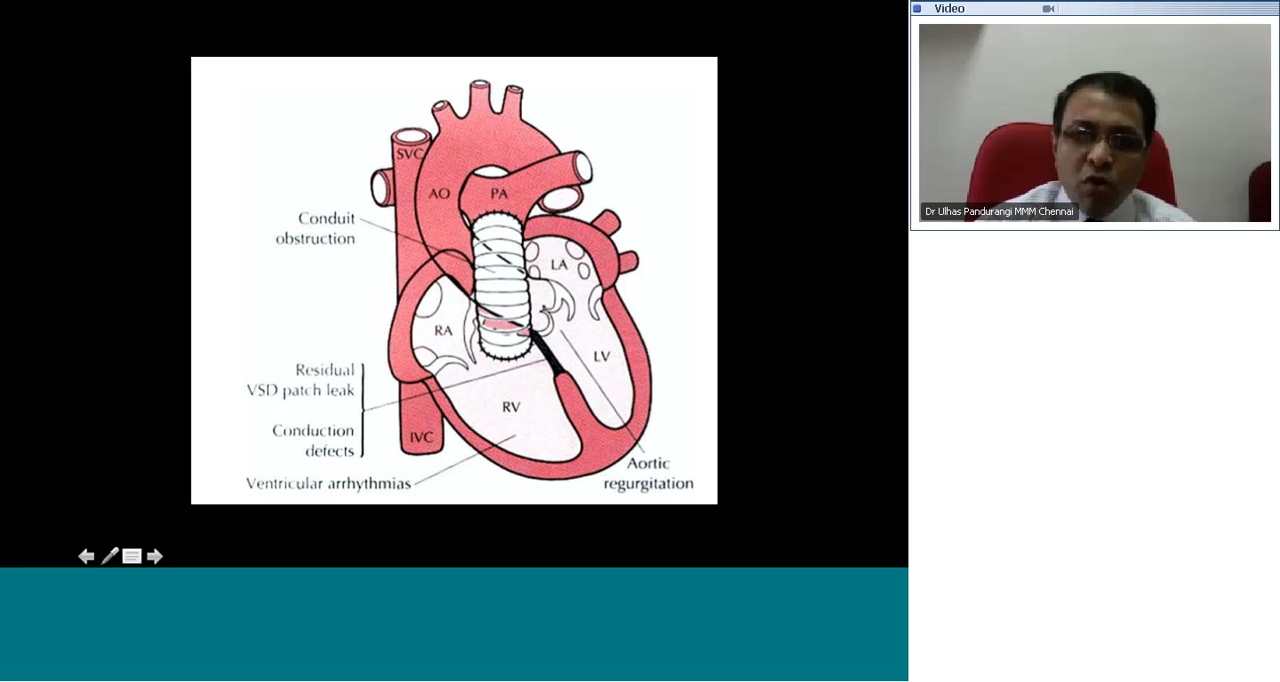 Video
Dr Ulhas Pandurangi MMM Chennai
SVC
AO
PA
Conduit
obstruction
LA
RA
LV
Residual
VSD patch leak
RV
Conduction
defects
IVC
Ventricular arrhythmias
Aortic
regurgitation